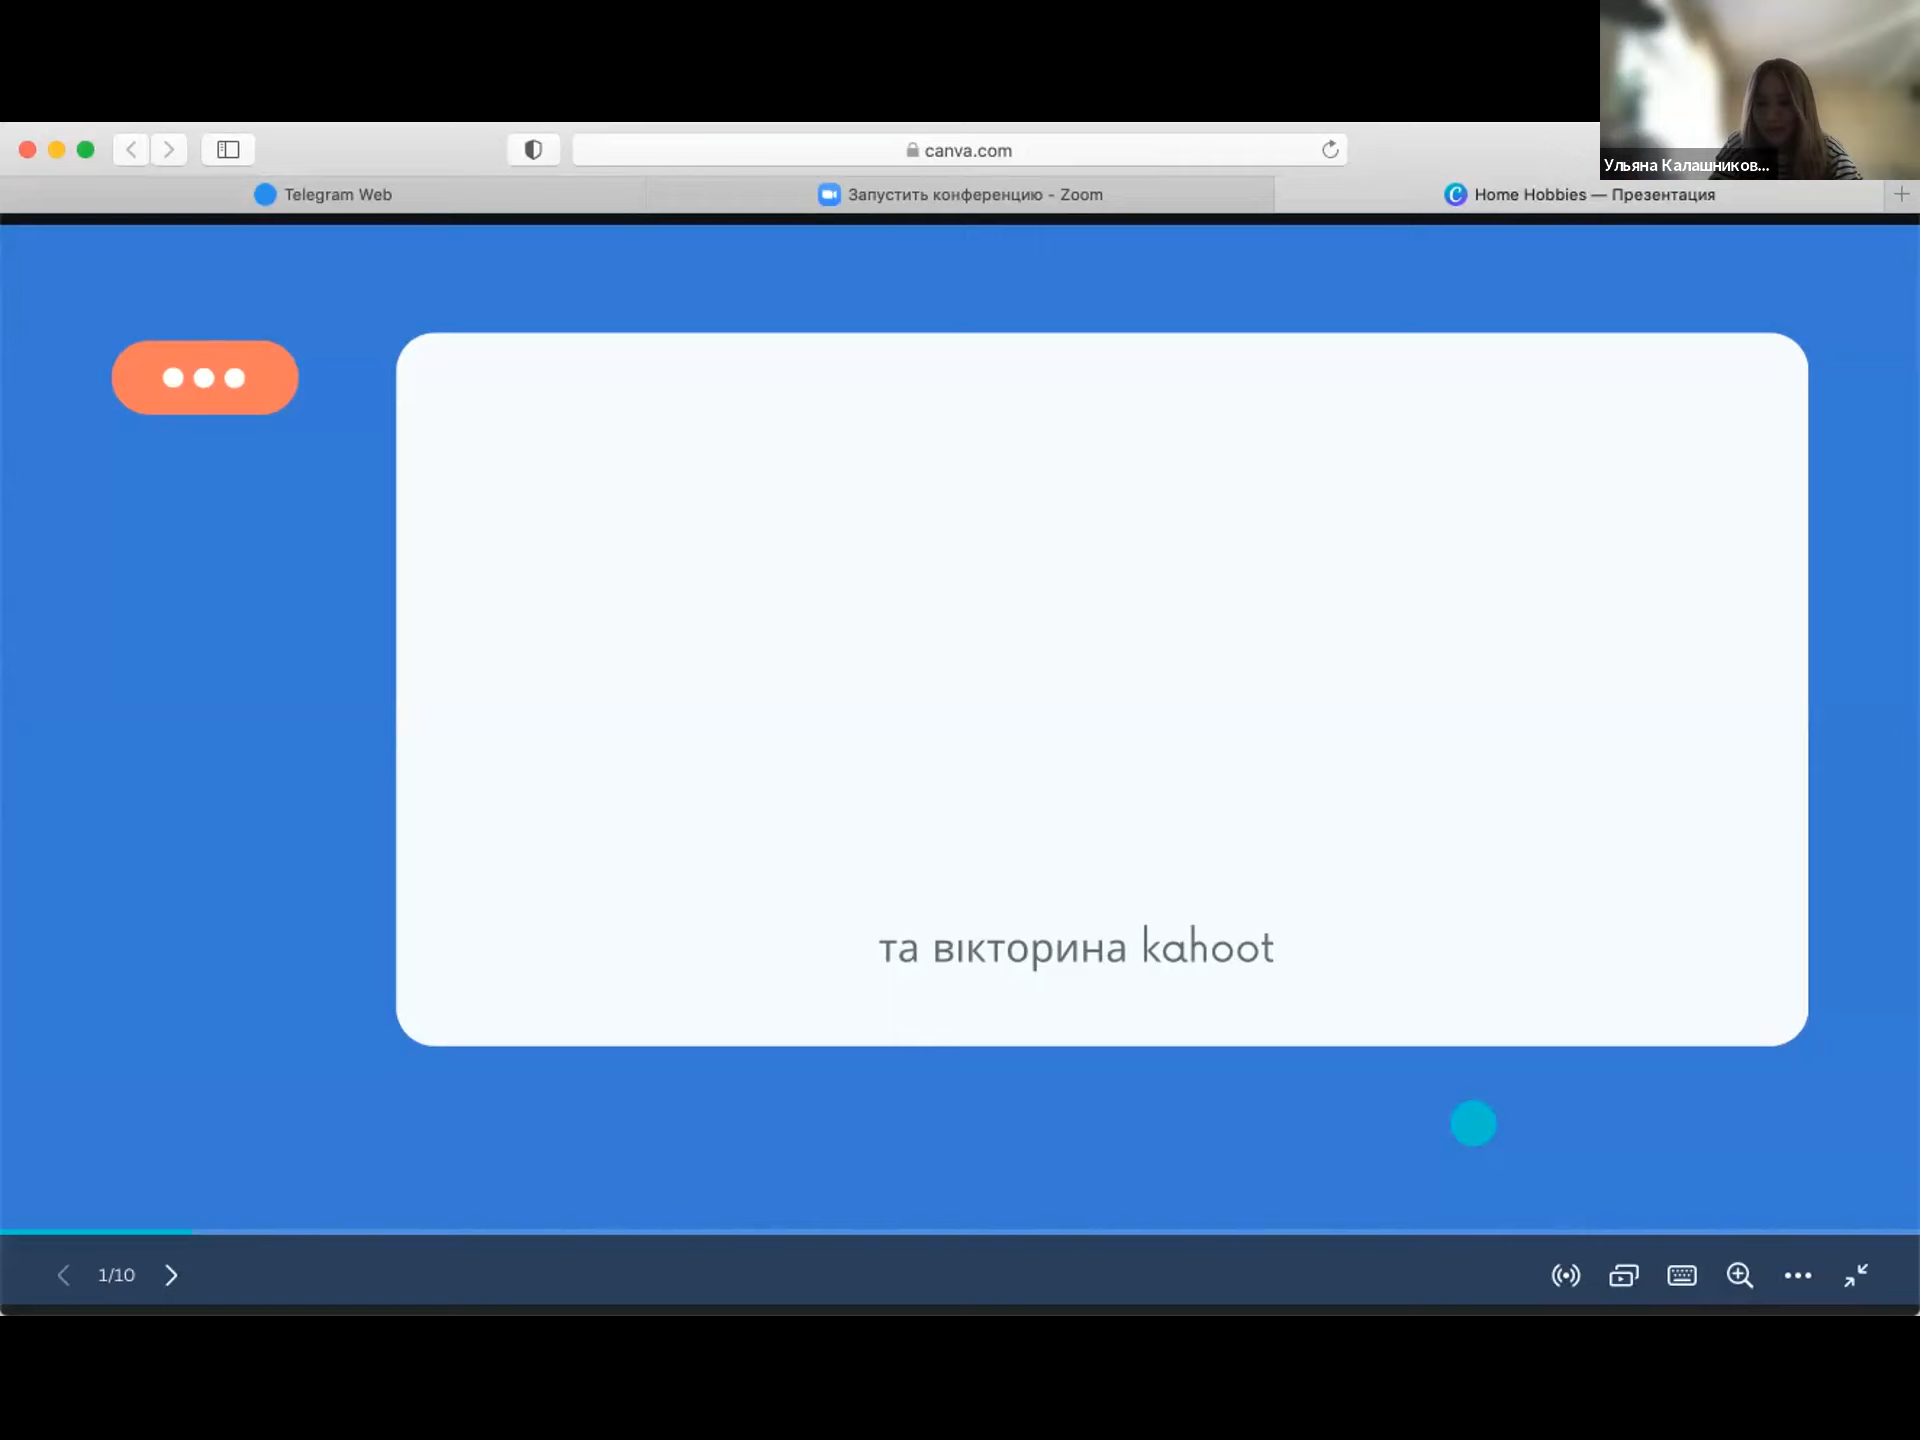 canva.com
Ульяна Калашников...
Telegram Web
Запустить конференцию - Zoom
Home Hobbies — Презентация
та вікторина kahoot
1/10